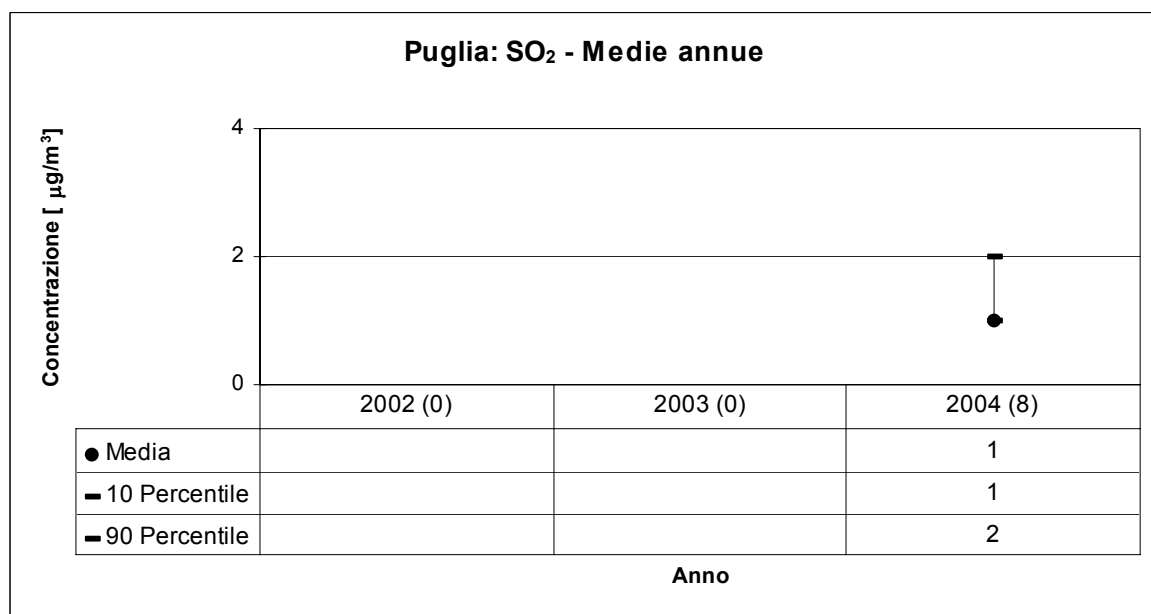 Puglia: SO₂ - Medie annue
Concentrazione [ µg/m³]
4
2
0
2002 (0) 2003 (0) 2004 (8)
Media 1
10 Percentile 1
90 Percentile 2
Anno